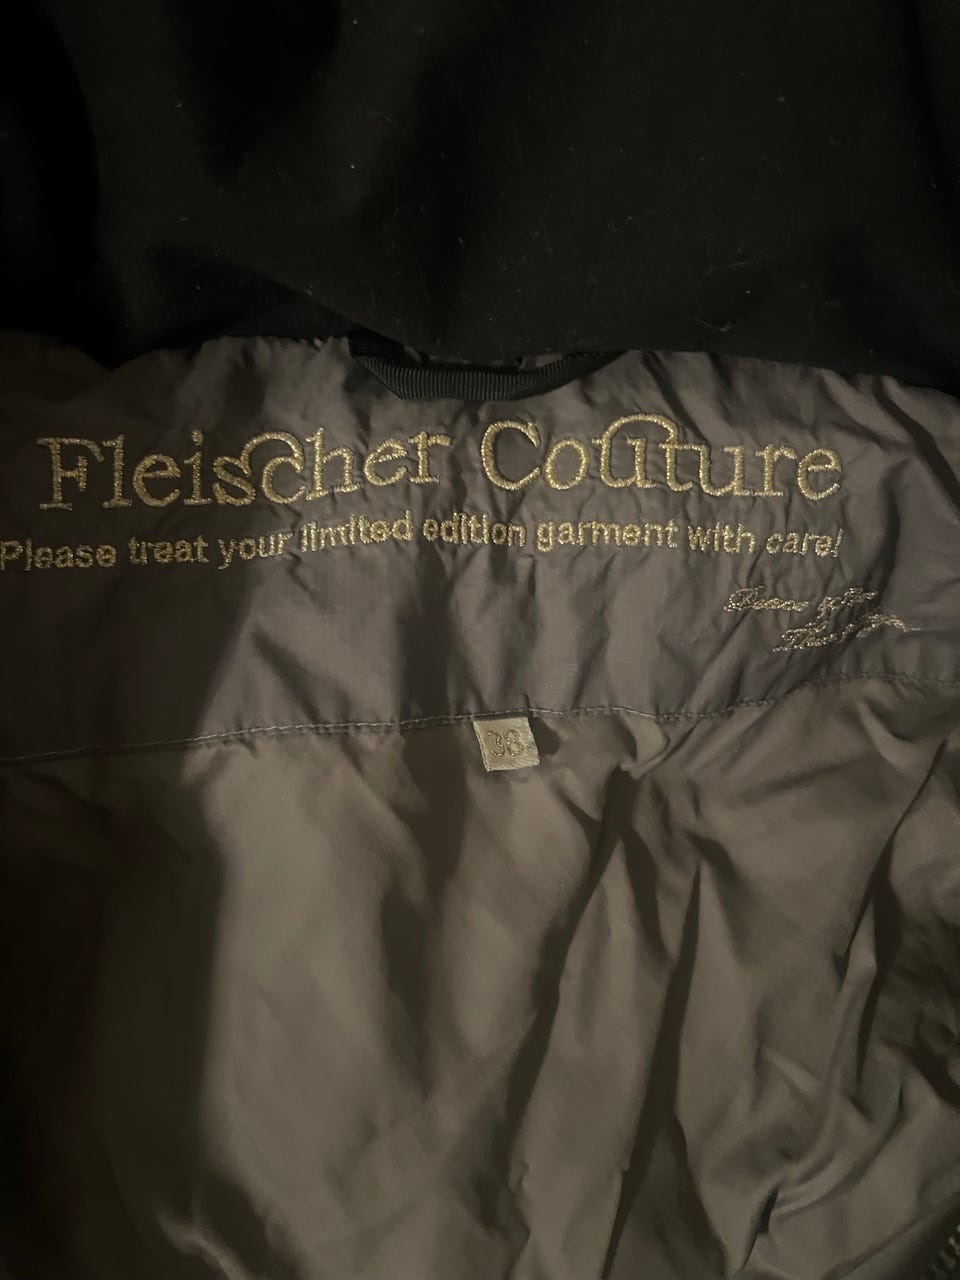 Fleischer Couture
Please treat your limited edition garment with care!
38